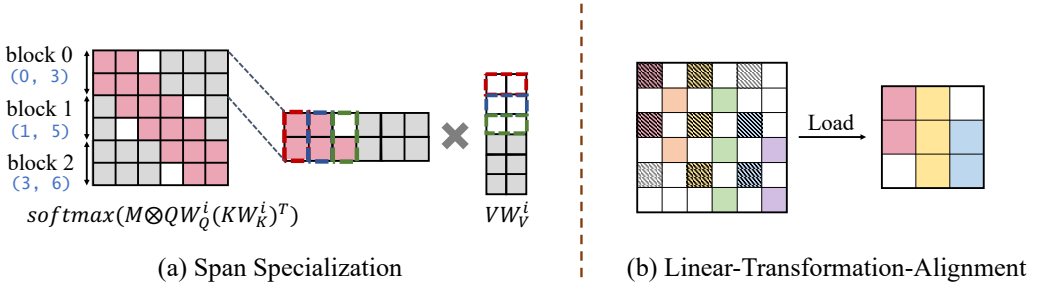 block 0
(0, 3)
block 1
(1, 5)
block 2
(3, 6)
softmax(M⊗QW_Q^i(KW_K^i)^T)
VW_V^i
(a) Span Specialization
Load
(b) Linear-Transformation-Alignment